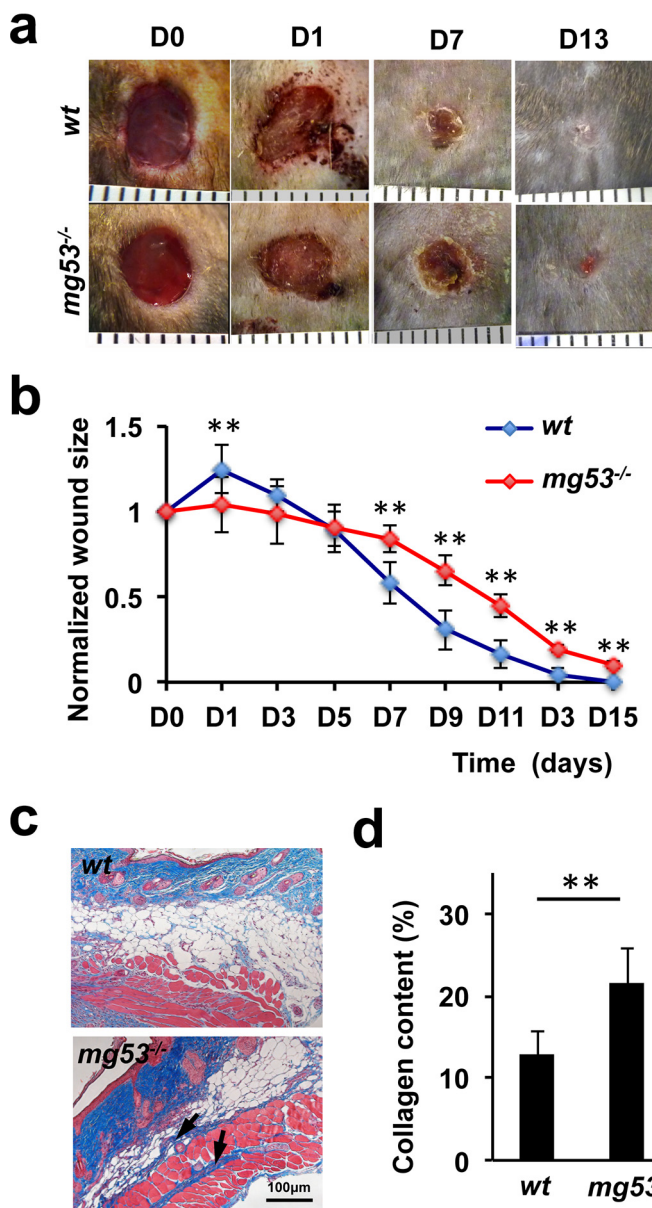 a
D0 D1 D7 D13
wt
mg53-/-
b
Normalized wound size
1.5
1
0.5
0
** ** ** ** ** **
wt
mg53-/-
D0 D1 D3 D5 D7 D9 D11 D3 D15
Time (days)
c
wt
mg53-/-
100μm
d
Collagen content (%)
30
20
10
0
**
wt mg53